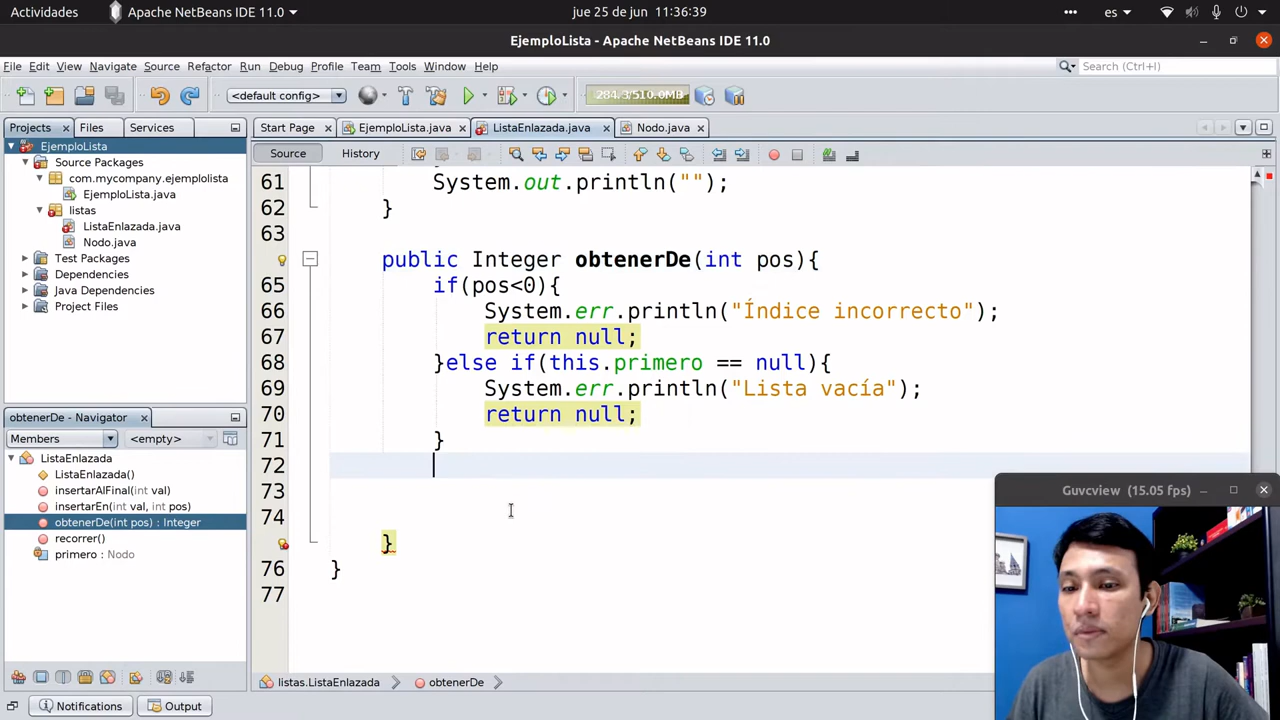 Actividades
Apache NetBeans IDE 11.0
jue 25 de jun 11:36:39
es
EjemploLista - Apache NetBeans IDE 11.0
File Edit View Navigate Source Refactor Run Debug Profile Team Tools Window Help
Search (Ctrl+I)
<default config>
284.3/510.0MB
Projects
Files
Services
Start Page
EjemploLista.java
ListaEnlazada.java
Nodo.java
Source
History
EjemploLista
Source Packages
com.mycompany.ejemplolista
EjemploLista.java
listas
ListaEnlazada.java
Nodo.java
Test Packages
Dependencies
Java Dependencies
Project Files
obtenerDe - Navigator
Members
<empty>
ListaEnlazada
ListaEnlazada()
insertarAlFinal(int val)
insertarEn(int val, int pos)
obtenerDe(int pos) : Integer
recorrer()
primero : Nodo
61 System.out.println("");
62 }
63
public Integer obtenerDe(int pos){
65 if(pos<0){
66 System.err.println("Índice incorrecto");
67 return null;
68 }else if(this.primero == null){
69 System.err.println("Lista vacía");
70 return null;
71 }
72
73
74
}
76 }
77
Guvcview (15.05 fps)
listas.ListaEnlazada
obtenerDe
Notifications
Output